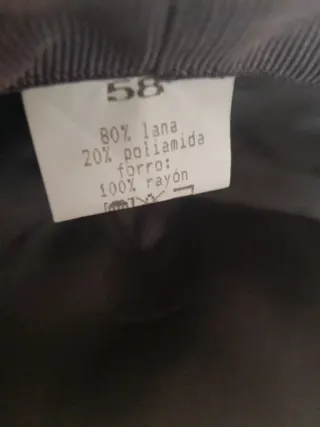 58
80% lana
20% poliamida
forro:
100% rayón